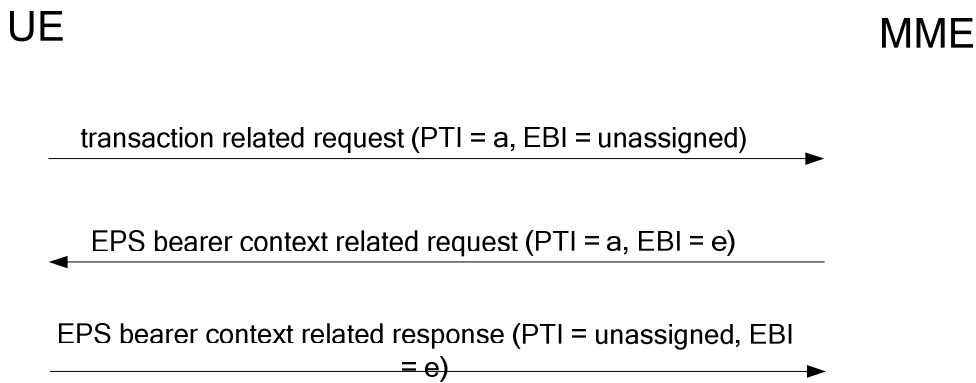 UE
MME
transaction related request (PTI = a, EBI = unassigned)
EPS bearer context related request (PTI = a, EBI = e)
EPS bearer context related response (PTI = unassigned, EBI
= e)